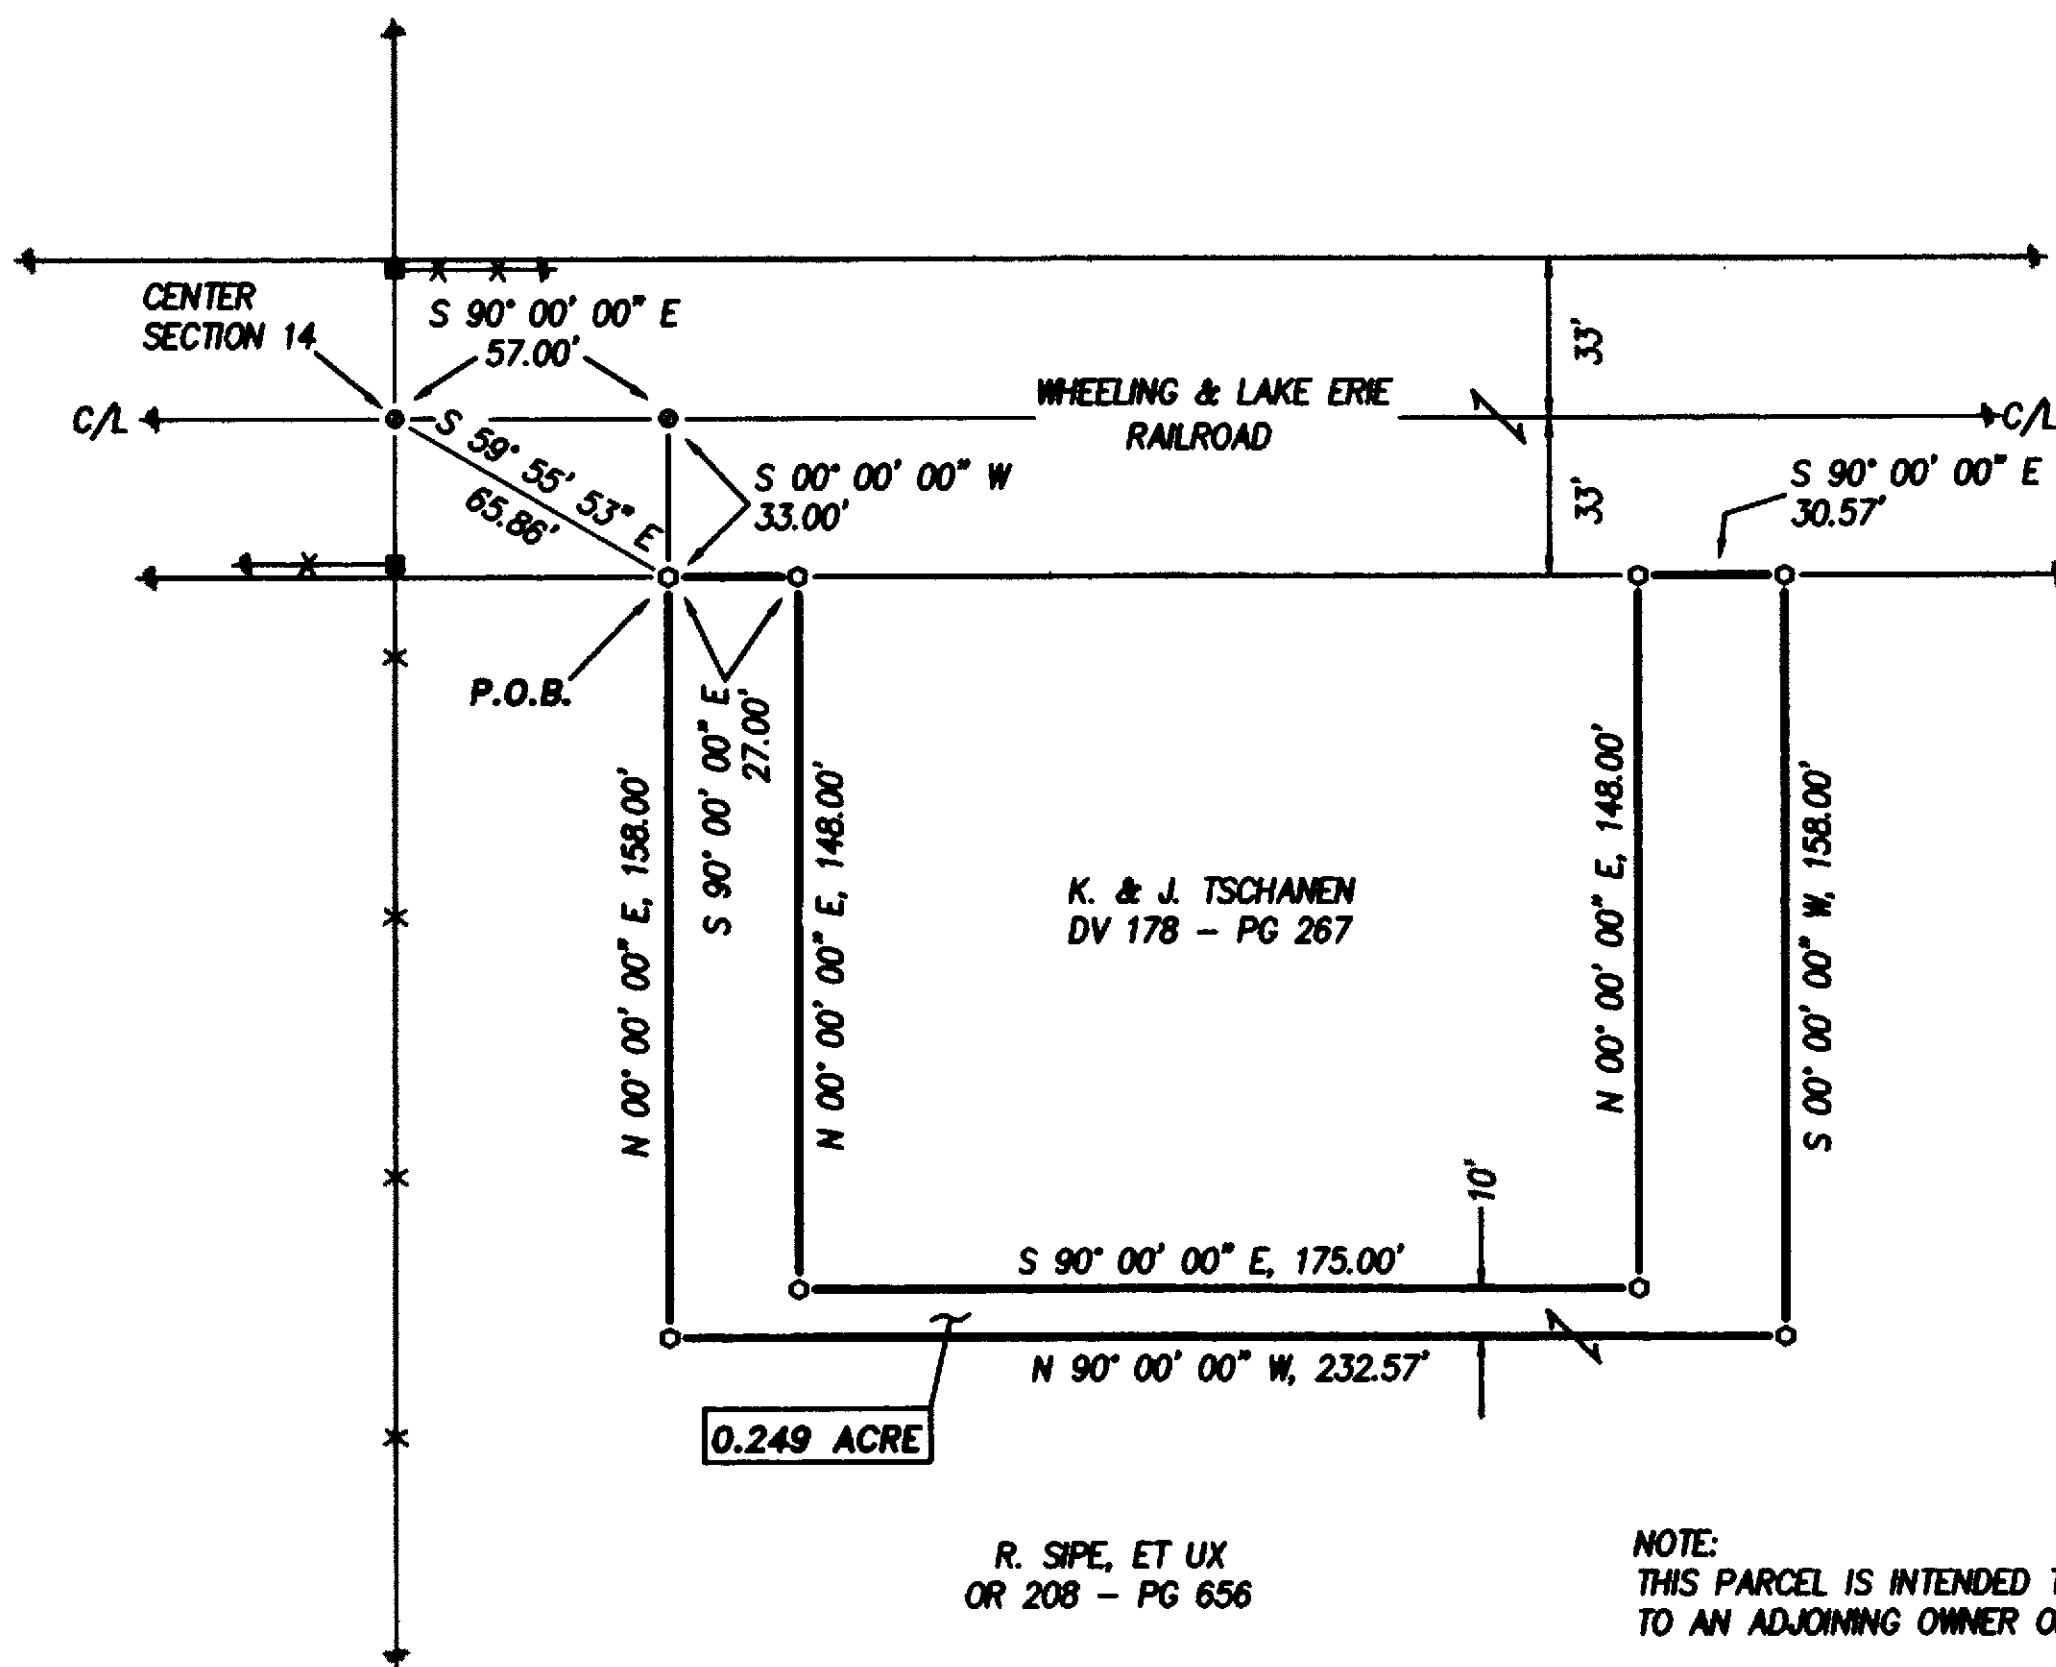 CENTER
SECTION 14
S 90° 00' 00" E
57.00'
33'
WHEELING & LAKE ERIE
RAILROAD
C/L
C/L
S 59° 55' 53" E
65.86'
S 00° 00' 00" W
33.00'
33'
S 90° 00' 00" E
30.57'
P.O.B.
N 00° 00' 00" E, 158.00'
S 90° 00' 00" E
27.00'
N 00° 00' 00" E, 148.00'
K. & J. TSCHANEN
DV 178 - PG 267
N 00° 00' 00" E, 148.00'
S 00° 00' 00" W, 158.00'
10'
S 90° 00' 00" E, 175.00'
N 90° 00' 00" W, 232.57'
0.249 ACRE
R. SIPE, ET UX
OR 208 - PG 656
NOTE:
THIS PARCEL IS INTENDED
TO AN ADJOINING OWNER